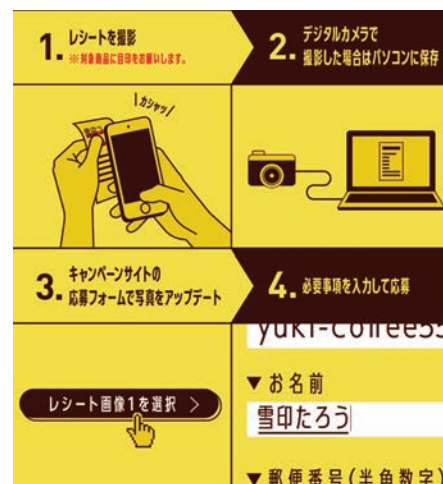 1. レシートを撮影
※対象商品に目印をお願いします。
2. デジタルカメラで
撮影した場合はパソコンに保存
カシャッ
3. キャンペーンサイトの
応募フォームで写真をアップデート
4. 必要事項を入力して応募
レシート画像1を選択 >
yuki-coffee55
▼お名前
雪印たろう
▼郵便番号(半角数字)